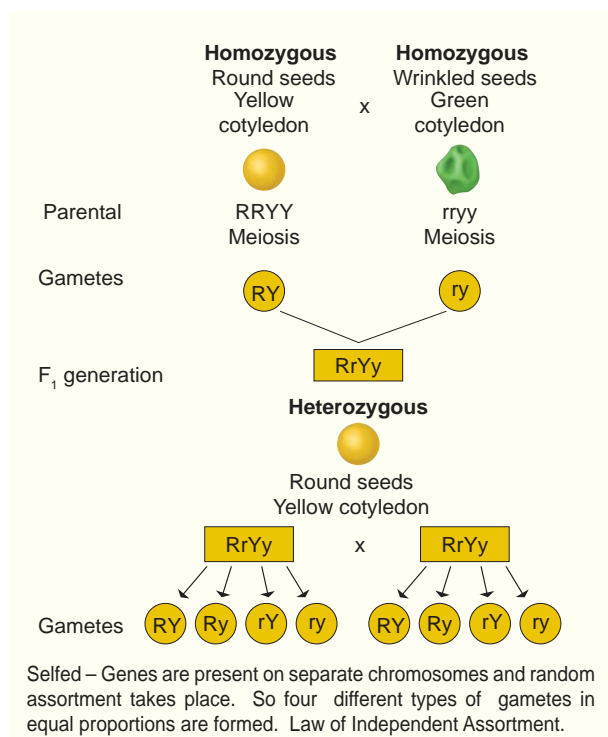 Homozygous Homozygous
Round seeds Wrinkled seeds
Yellow Green
cotyledon x cotyledon
Parental RRYY rryy
Meiosis Meiosis
Gametes RY ry
RrYy
F1 generation
Heterozygous
Round seeds
Yellow cotyledon
RrYy x RrYy
Gametes RY Ry rY ry RY Ry rY ry
Selfed – Genes are present on separate chromosomes and random
assortment takes place. So four different types of gametes in
equal proportions are formed. Law of Independent Assortment.